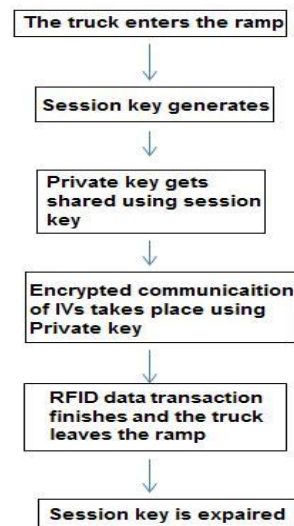 The truck enters the ramp
Session key generates
Private key gets
shared using session
key
Encrypted communicaition
of IVs takes place using
Private key
RFID data transaction
finishes and the truck
leaves the ramp
Session key is expaired